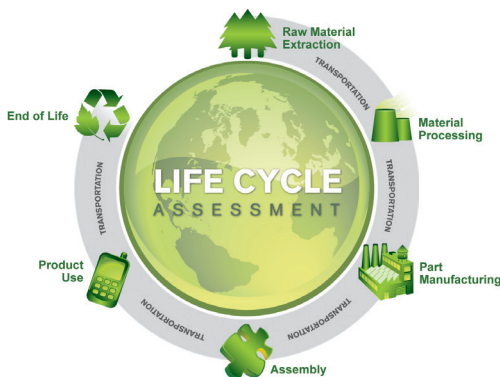 Raw Material
Extraction
TRANSPORTATION
Material
Processing
TRANSPORTATION
Part
Manufacturing
TRANSPORTATION
Assembly
TRANSPORTATION
Product
Use
TRANSPORTATION
End of Life
LIFE CYCLE
ASSESSMENT